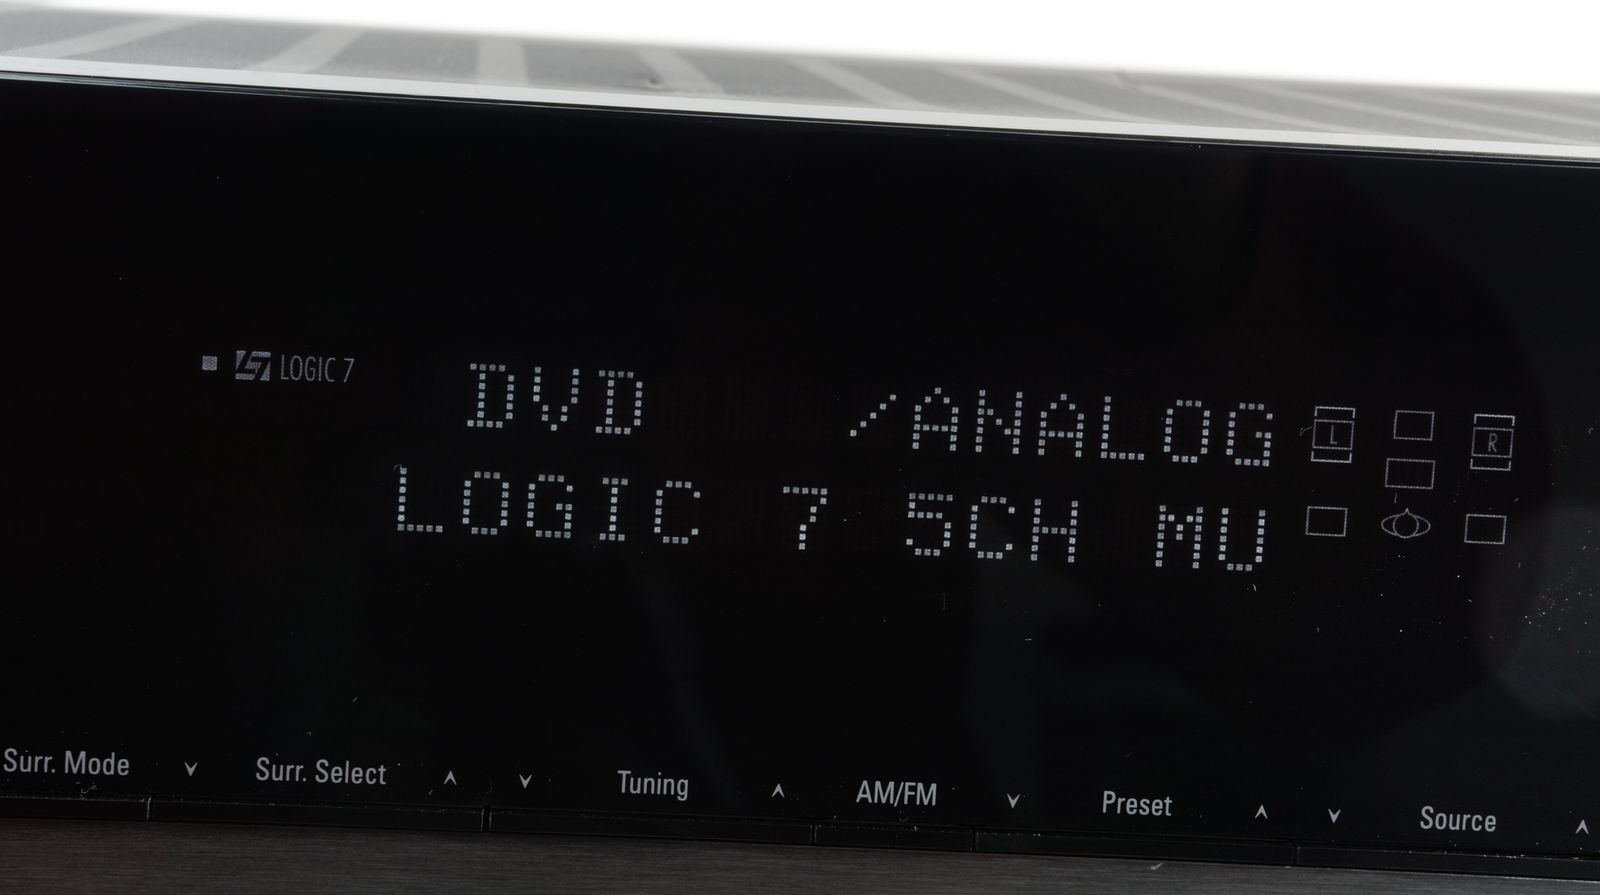 LOGIC 7
DVD /ANALOG
L R
LOGIC 7 5CH MU
Surr. Mode Surr. Select Tuning AM/FM Preset Source